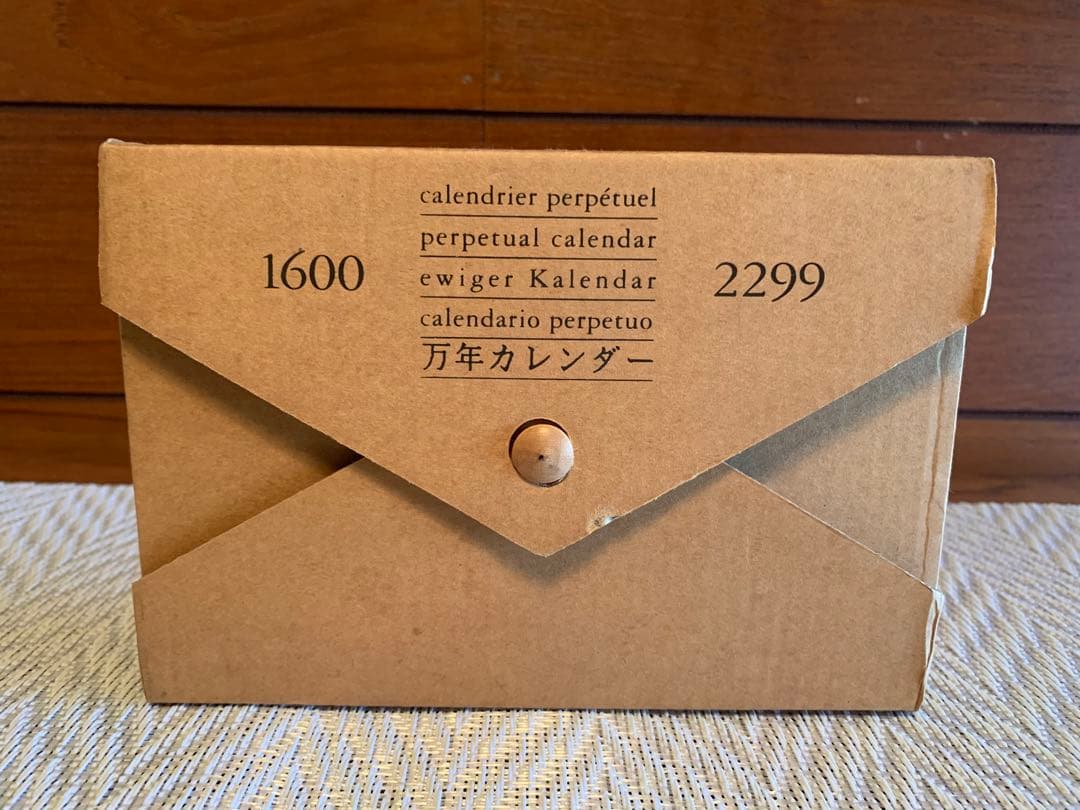 calendrier perpétuel
perpetual calendar
ewiger Kalendar
calendario perpetuo
万年カレンダー
1600
2299